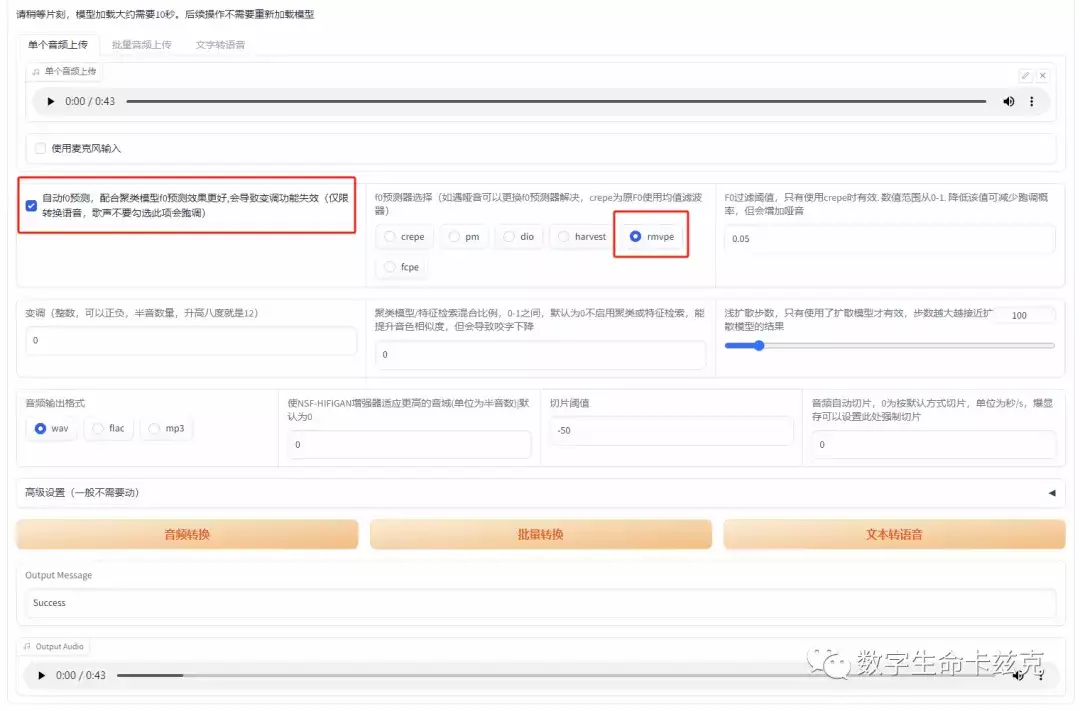 请稍等片刻，模型加载大约需要10秒。后续操作不需要重新加载模型
单个音频上传
批量音频上传
文字转语音
单个音频上传
0:00 / 0:43
使用麦克风输入
自动f0预测，配合聚类模型f0预测效果更好,会导致变调功能失效（仅限
转换语音，歌声不要勾选此项会跑调）
f0预测器选择（如遇哑音可以更换f0预测器解决，crepe为原F0使用均值滤波
器）
crepe
pm
dio
harvest
rmvpe
fcpe
F0过滤阈值，只有使用crepe时有效. 数值范围从0-1. 降低该值可减少跑调概
率，但会增加哑音
0.05
变调（整数，可以正负，半音数量，升高八度就是12）
0
聚类模型/特征检索混合比例，0-1之间，默认为0不启用聚类或特征检索，能
提升音色相似度，但会导致咬字下降
0
浅扩散步数，只有使用了扩散模型才有效，步数越大越接近扩
散模型的结果
100
音频输出格式
wav
flac
mp3
使NSF-HIFIGAN增强器适应更高的音域(单位为半音数)|默
认为0
0
切片阈值
-50
音频自动切片，0为按默认方式切片，单位为秒/s，爆显
存可以设置此处强制切片
0
高级设置（一般不需要动）
音频转换
批量转换
文本转语音
Output Message
Success
Output Audio
0:00 / 0:43
数字生命卡兹克